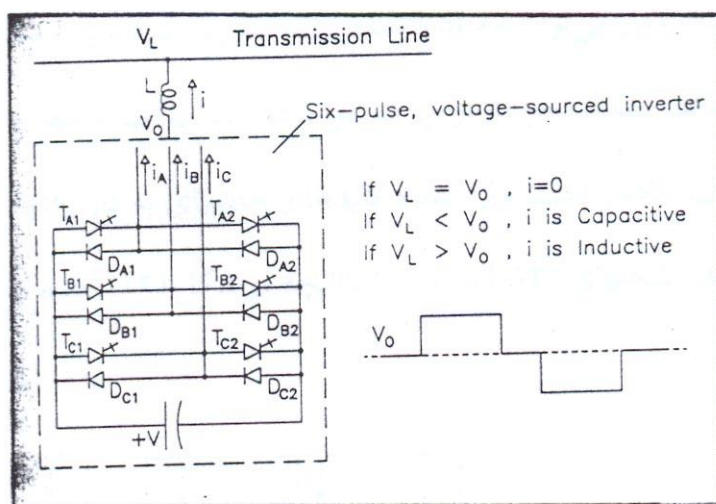 V_L Transmission Line
L
i
V_O
Six-pulse, voltage-sourced inverter
i_A i_B i_C
T_A1 T_A2
D_A1 D_A2
T_B1 T_B2
D_B1 D_B2
T_C1 T_C2
D_C1 D_C2
+V
If V_L = V_O , i=0
If V_L < V_O , i is Capacitive
If V_L > V_O , i is Inductive
V_O